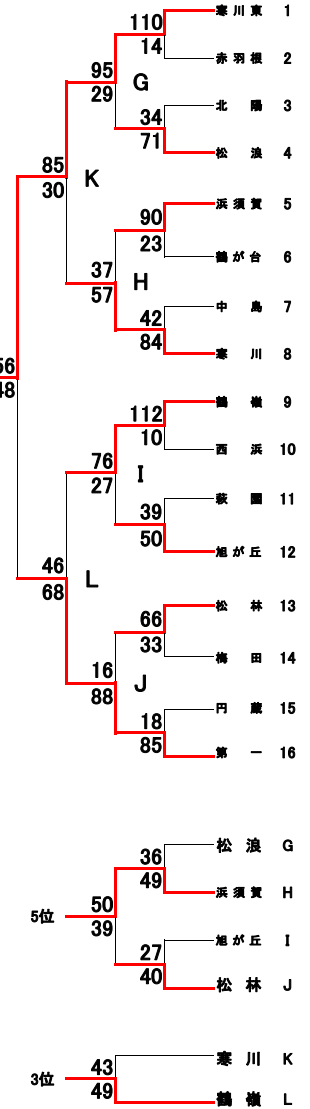 110
寒川東 1
14
赤羽根 2
95
G
29
34
北陽 3
71
松浪 4
85
K
30
90
浜須賀 5
23
鶴が台 6
37
H
57
42
中島 7
84
寒川 8
56
48
112
鶴嶺 9
10
西浜 10
76
I
27
39
萩園 11
50
旭が丘 12
46
L
68
66
松林 13
33
梅田 14
16
J
88
18
円蔵 15
85
第一 16
36
松浪 G
49
浜須賀 H
5位
50
39
27
旭が丘 I
40
松林 J
3位
43
寒川 K
49
鶴嶺 L